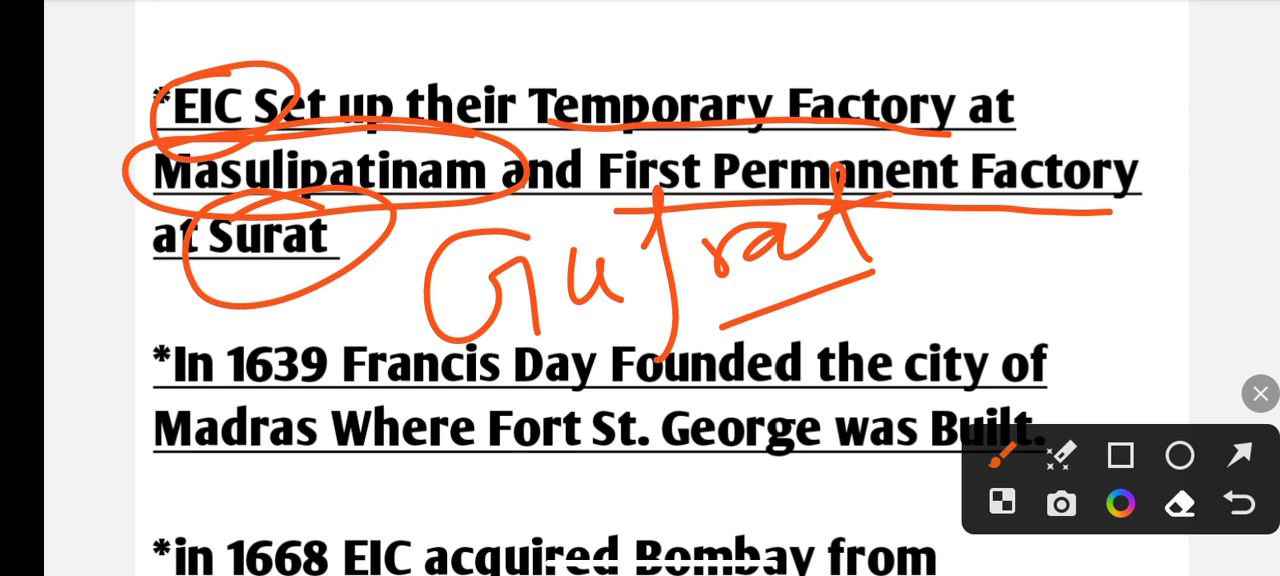 *EIC Set up their Temporary Factory at
Masulipatinam and First Permanent Factory
at Surat
Gujrat
*In 1639 Francis Day Founded the city of
Madras Where Fort St. George was Built.
*in 1668 EIC acquired Bombay from